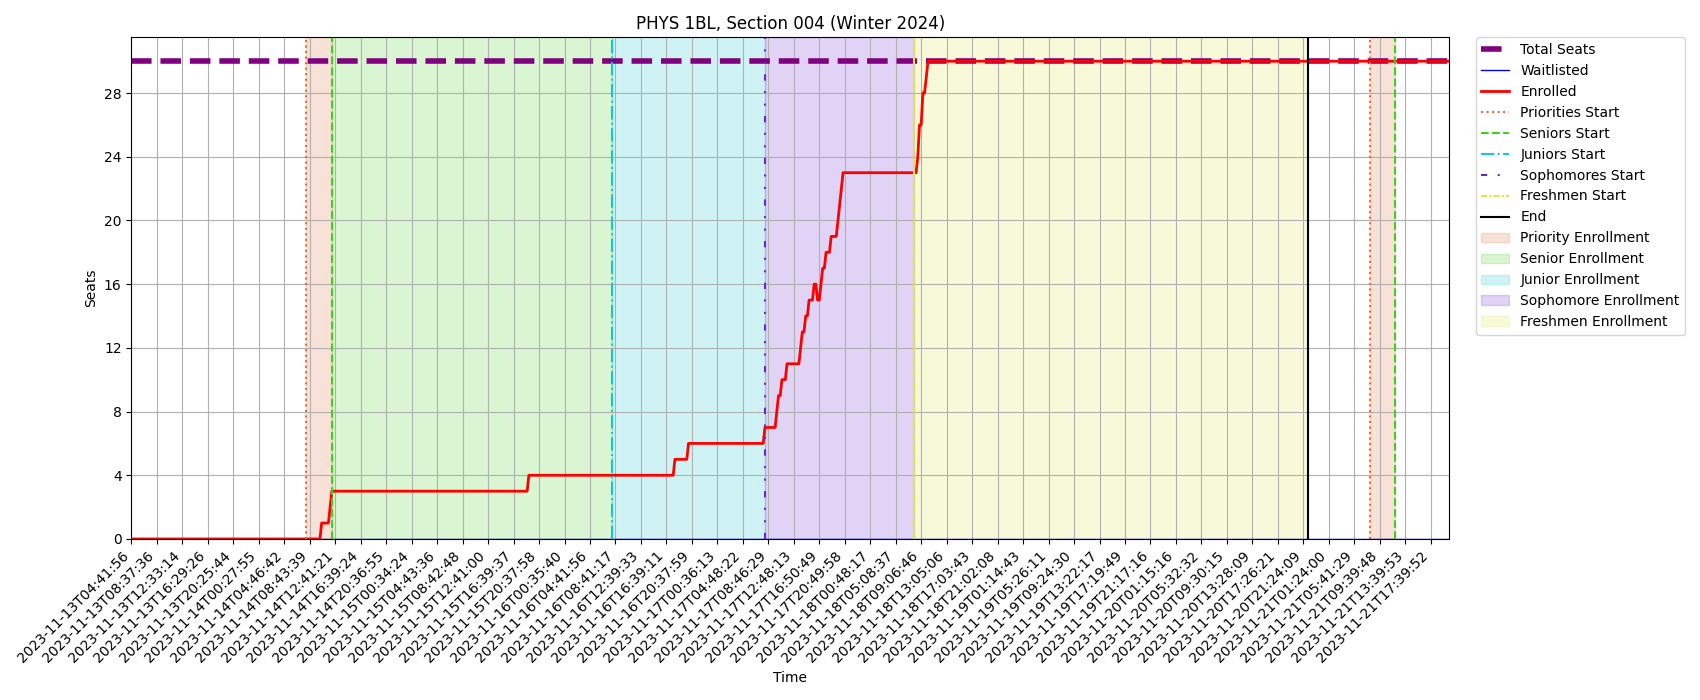 PHYS 1BL, Section 004 (Winter 2024)
Seats
28
24
20
16
12
8
4
0
2023-11-13T04:41:56
2023-11-13T08:37:36
2023-11-13T12:33:14
2023-11-13T16:29:26
2023-11-13T20:25:44
2023-11-14T00:27:55
2023-11-14T04:46:42
2023-11-14T08:43:39
2023-11-14T12:41:21
2023-11-14T16:39:24
2023-11-14T20:36:55
2023-11-15T00:34:24
2023-11-15T04:43:36
2023-11-15T08:42:48
2023-11-15T12:41:00
2023-11-15T16:39:37
2023-11-15T20:37:58
2023-11-16T00:35:40
2023-11-16T04:41:56
2023-11-16T08:41:17
2023-11-16T12:39:33
2023-11-16T16:39:11
2023-11-16T20:37:59
2023-11-17T00:36:13
2023-11-17T04:48:22
2023-11-17T08:46:29
2023-11-17T12:48:13
2023-11-17T16:50:49
2023-11-17T20:49:58
2023-11-18T00:48:17
2023-11-18T05:08:37
2023-11-18T09:06:46
2023-11-18T13:05:06
2023-11-18T17:03:43
2023-11-18T21:02:08
2023-11-19T01:14:43
2023-11-19T05:26:11
2023-11-19T09:24:30
2023-11-19T13:22:17
2023-11-19T17:19:49
2023-11-19T21:17:16
2023-11-20T01:15:16
2023-11-20T05:32:32
2023-11-20T09:30:15
2023-11-20T13:28:09
2023-11-20T17:26:21
2023-11-20T21:24:09
2023-11-21T01:24:00
2023-11-21T05:41:29
2023-11-21T09:39:48
2023-11-21T13:39:53
2023-11-21T17:39:52
Time
Total Seats
Waitlisted
Enrolled
Priorities Start
Seniors Start
Juniors Start
Sophomores Start
Freshmen Start
End
Priority Enrollment
Senior Enrollment
Junior Enrollment
Sophomore Enrollment
Freshmen Enrollment